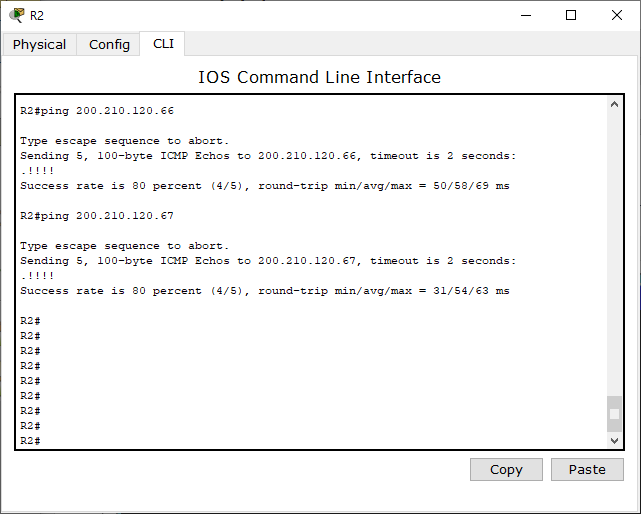 R2
Physical Config CLI
IOS Command Line Interface
R2#ping 200.210.120.66
Type escape sequence to abort.
Sending 5, 100-byte ICMP Echos to 200.210.120.66, timeout is 2 seconds:
.!!!!
Success rate is 80 percent (4/5), round-trip min/avg/max = 50/58/69 ms
R2#ping 200.210.120.67
Type escape sequence to abort.
Sending 5, 100-byte ICMP Echos to 200.210.120.67, timeout is 2 seconds:
.!!!!
Success rate is 80 percent (4/5), round-trip min/avg/max = 31/54/63 ms
R2#
R2#
R2#
R2#
R2#
R2#
R2#
R2#
R2#
Copy Paste